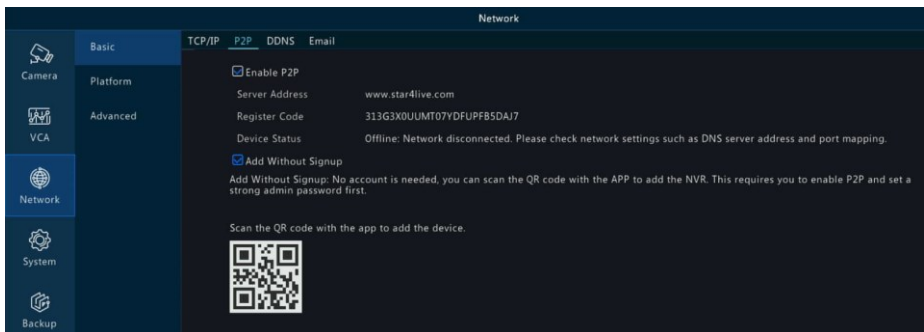 Network
Camera
VCA
Network
System
Backup
Basic
Platform
Advanced
TCP/IP P2P DDNS Email
Enable P2P
Server Address www.star4live.com
Register Code 313G3X0UUMT07YDFUPFB5DAJ7
Device Status Offline: Network disconnected. Please check network settings such as DNS server address and port mapping.
Add Without Signup
Add Without Signup: No account is needed, you can scan the QR code with the APP to add the NVR. This requires you to enable P2P and set a
strong admin password first.
Scan the QR code with the app to add the device.